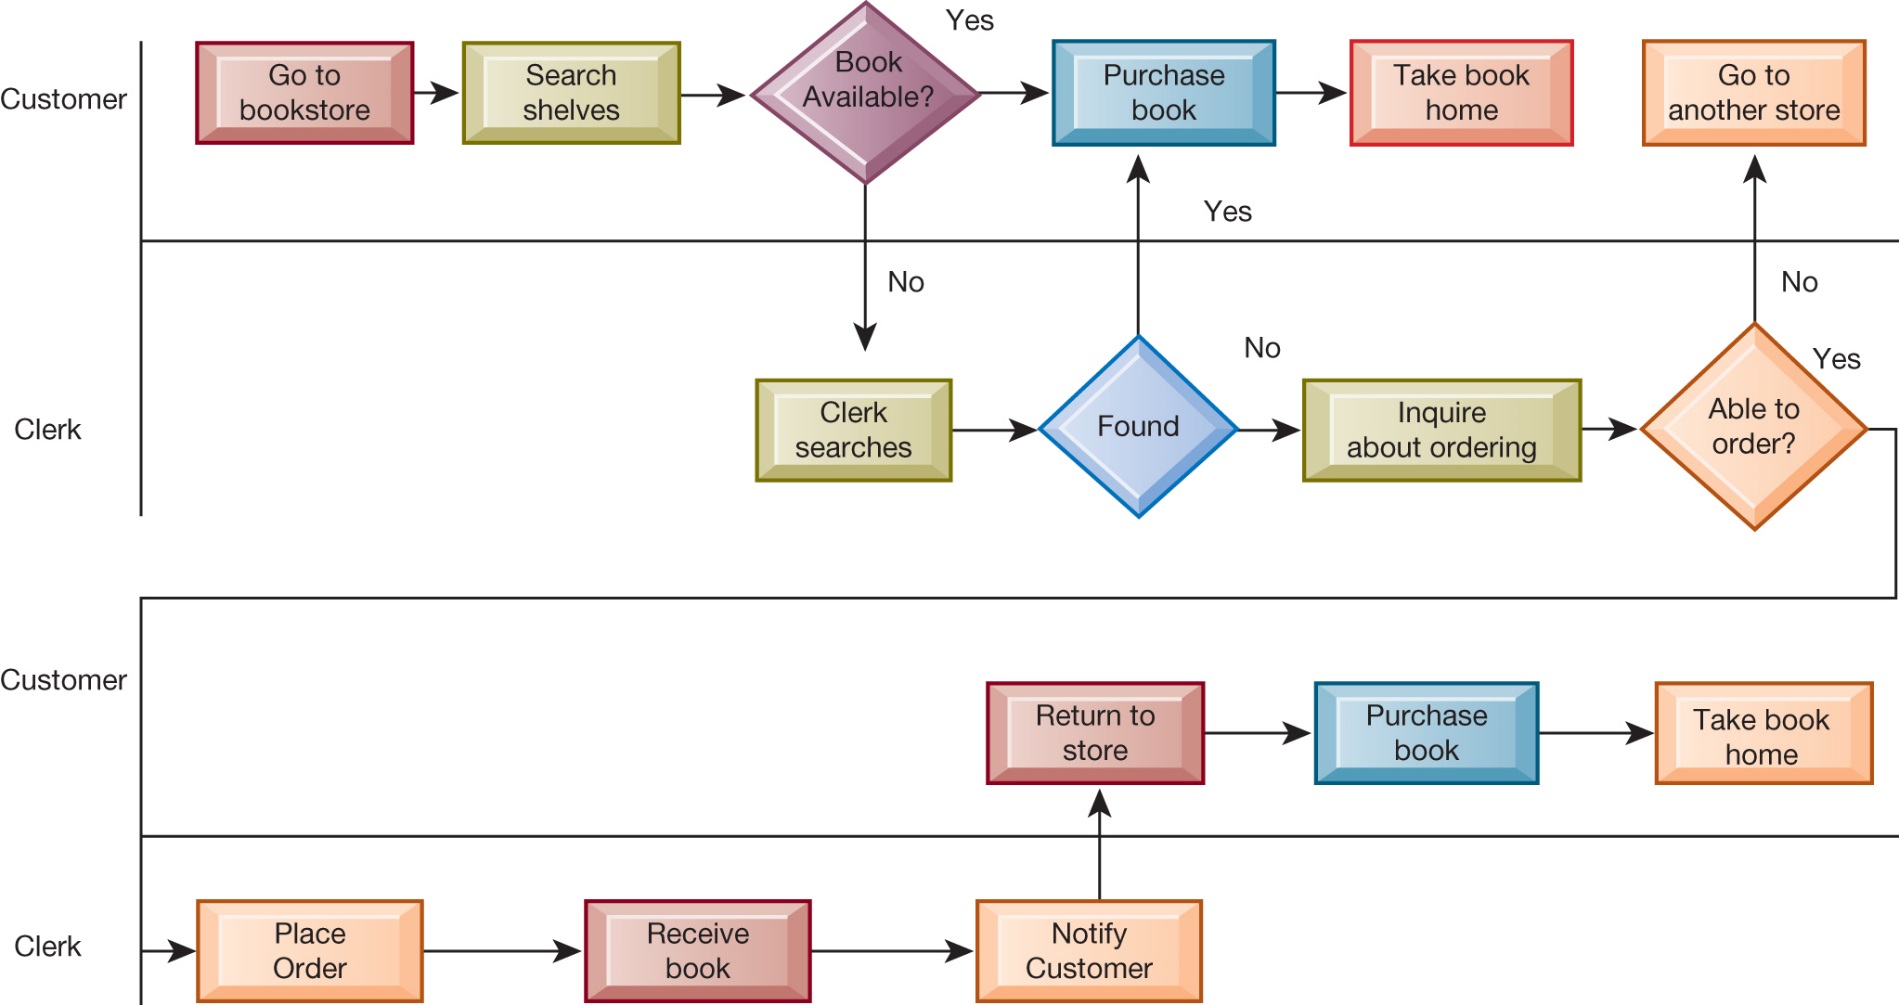 Customer
Go to
bookstore
Search
shelves
Book
Available?
Yes
Purchase
book
Take book
home
Go to
another store
Yes
No
No
Clerk
Clerk
searches
Found
No
Inquire
about ordering
Able to
order?
Yes
Customer
Return to
store
Purchase
book
Take book
home
Clerk
Place
Order
Receive
book
Notify
Customer